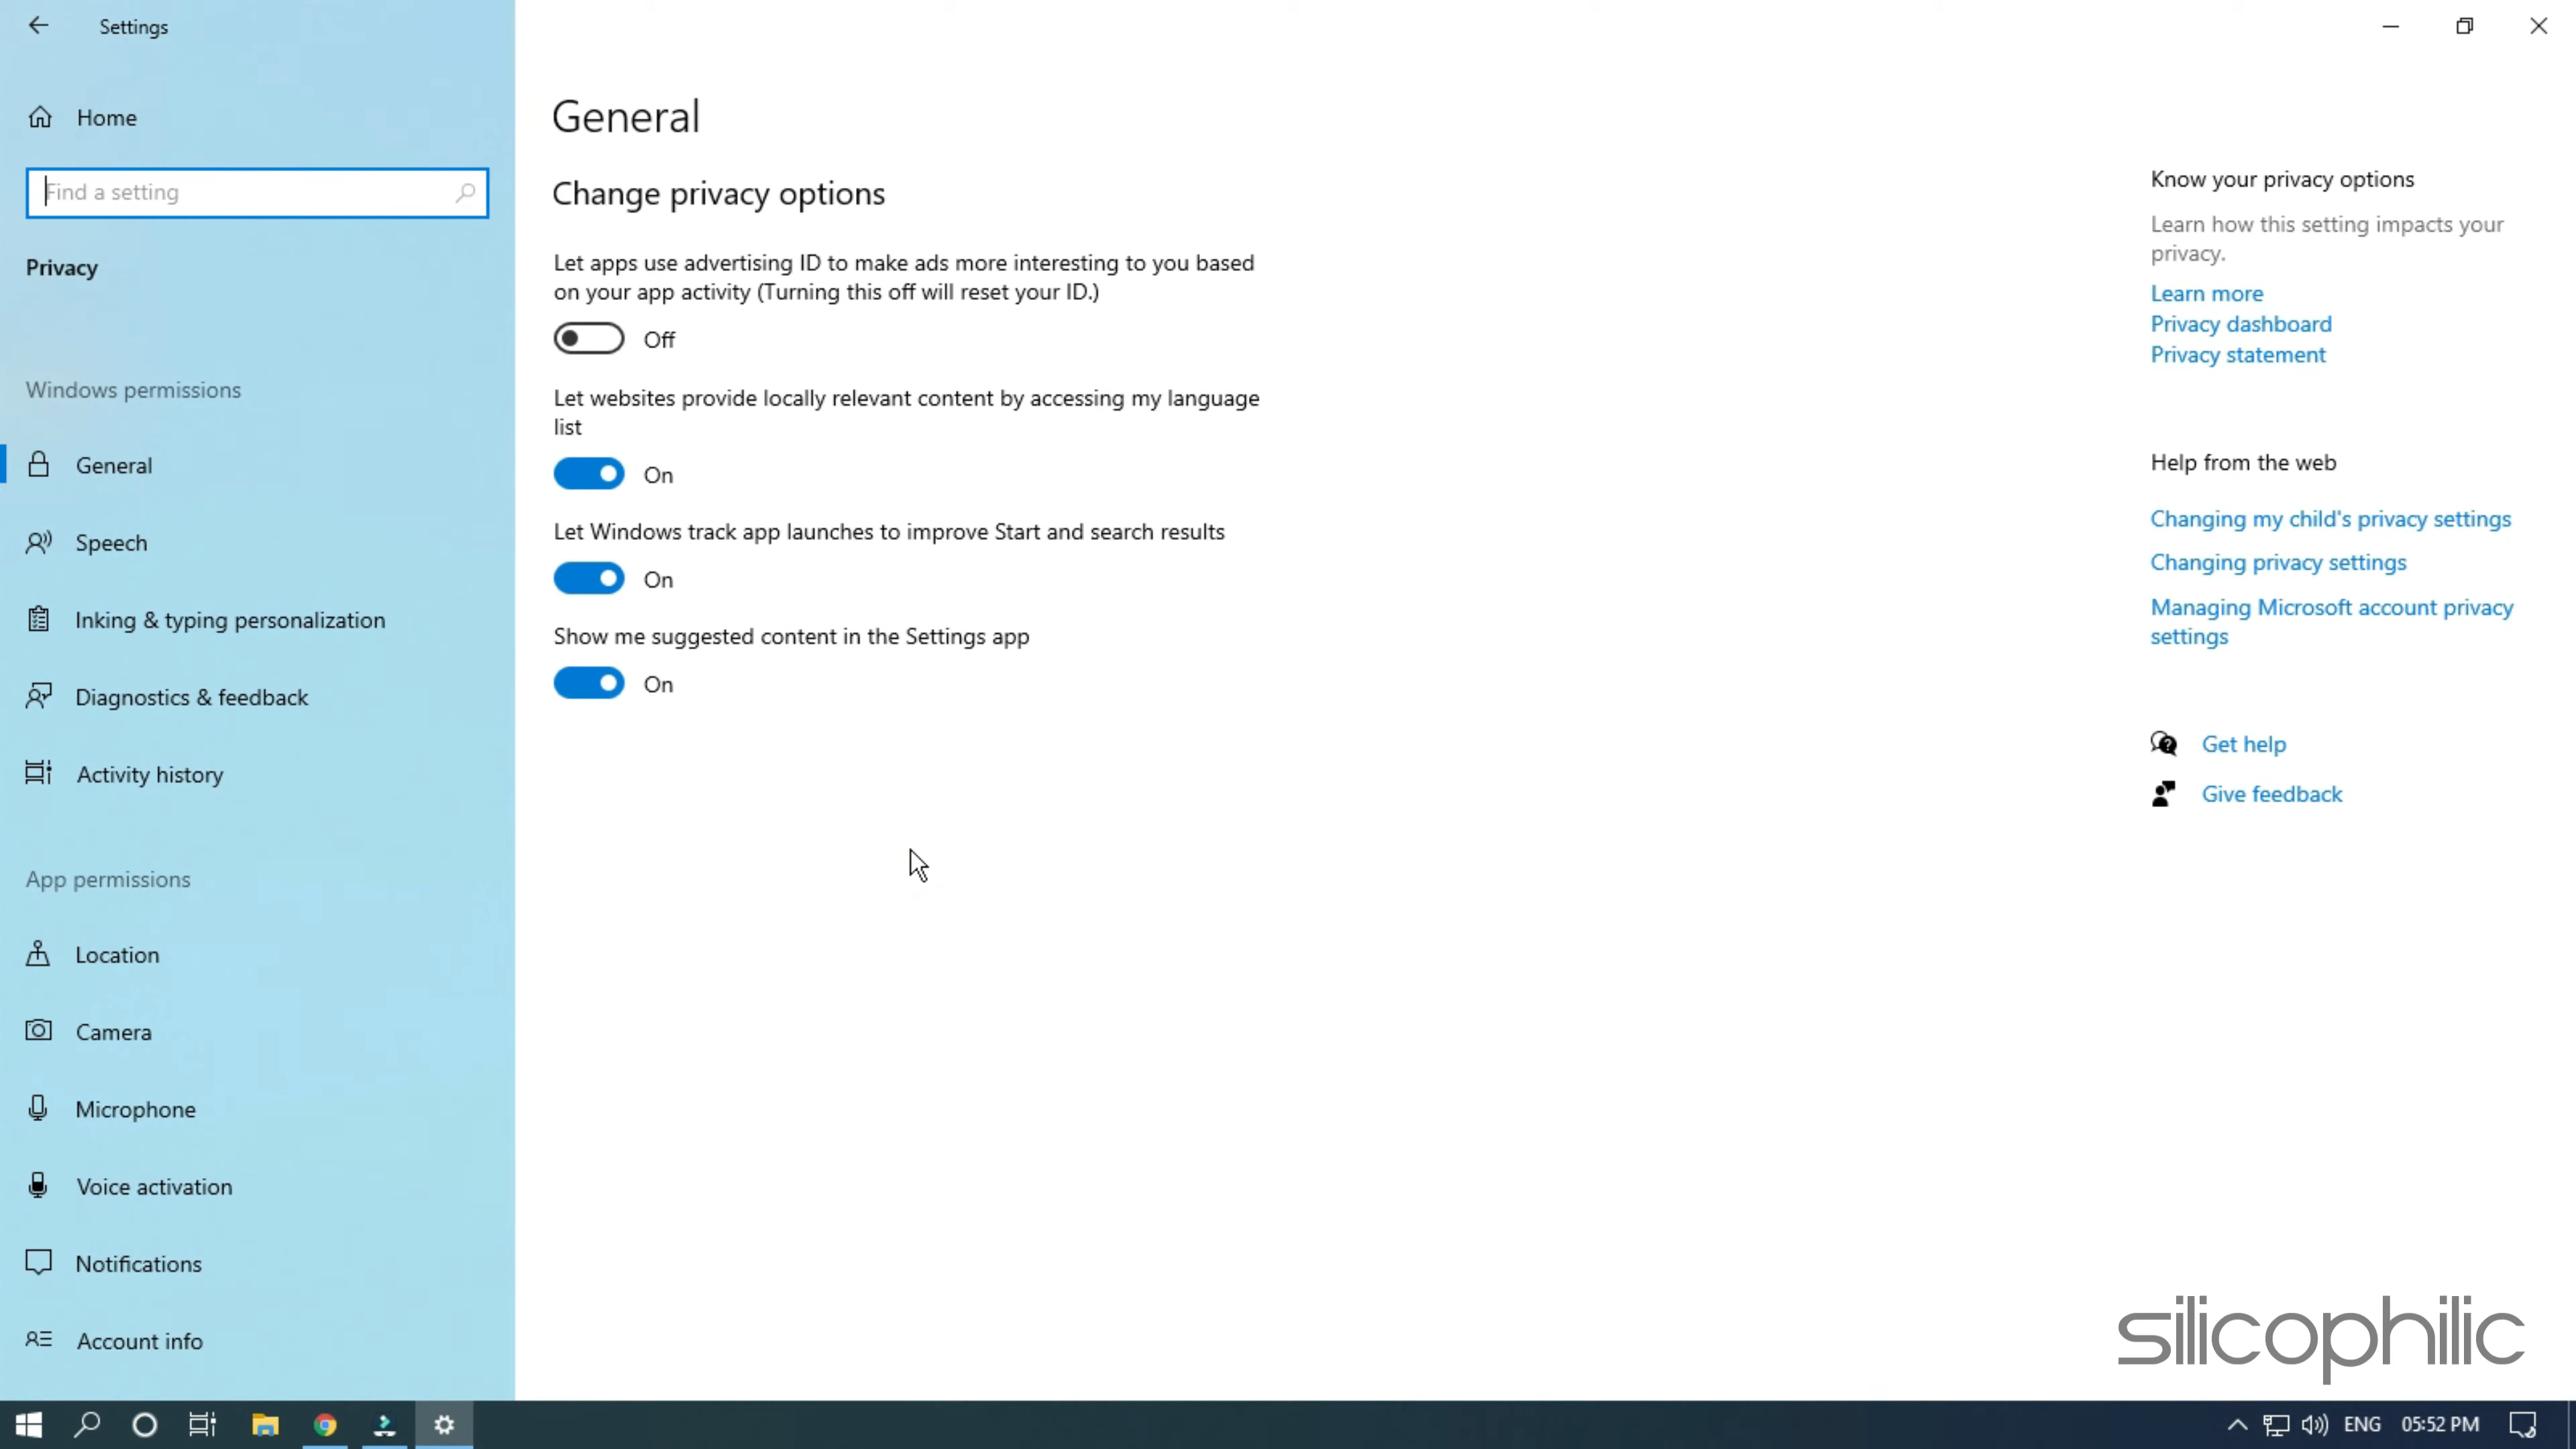 Settings
Home
Find a setting
Privacy
Windows permissions
General
Speech
Inking & typing personalization
Diagnostics & feedback
Activity history
App permissions
Location
Camera
Microphone
Voice activation
Notifications
Account info
General
Change privacy options
Let apps use advertising ID to make ads more interesting to you based
on your app activity (Turning this off will reset your ID.)
Off
Let websites provide locally relevant content by accessing my language
list
On
Let Windows track app launches to improve Start and search results
On
Show me suggested content in the Settings app
On
Know your privacy options
Learn how this setting impacts your
privacy.
Learn more
Privacy dashboard
Privacy statement
Help from the web
Changing my child's privacy settings
Changing privacy settings
Managing Microsoft account privacy
settings
Get help
Give feedback
silicophilic
ENG 05:52 PM